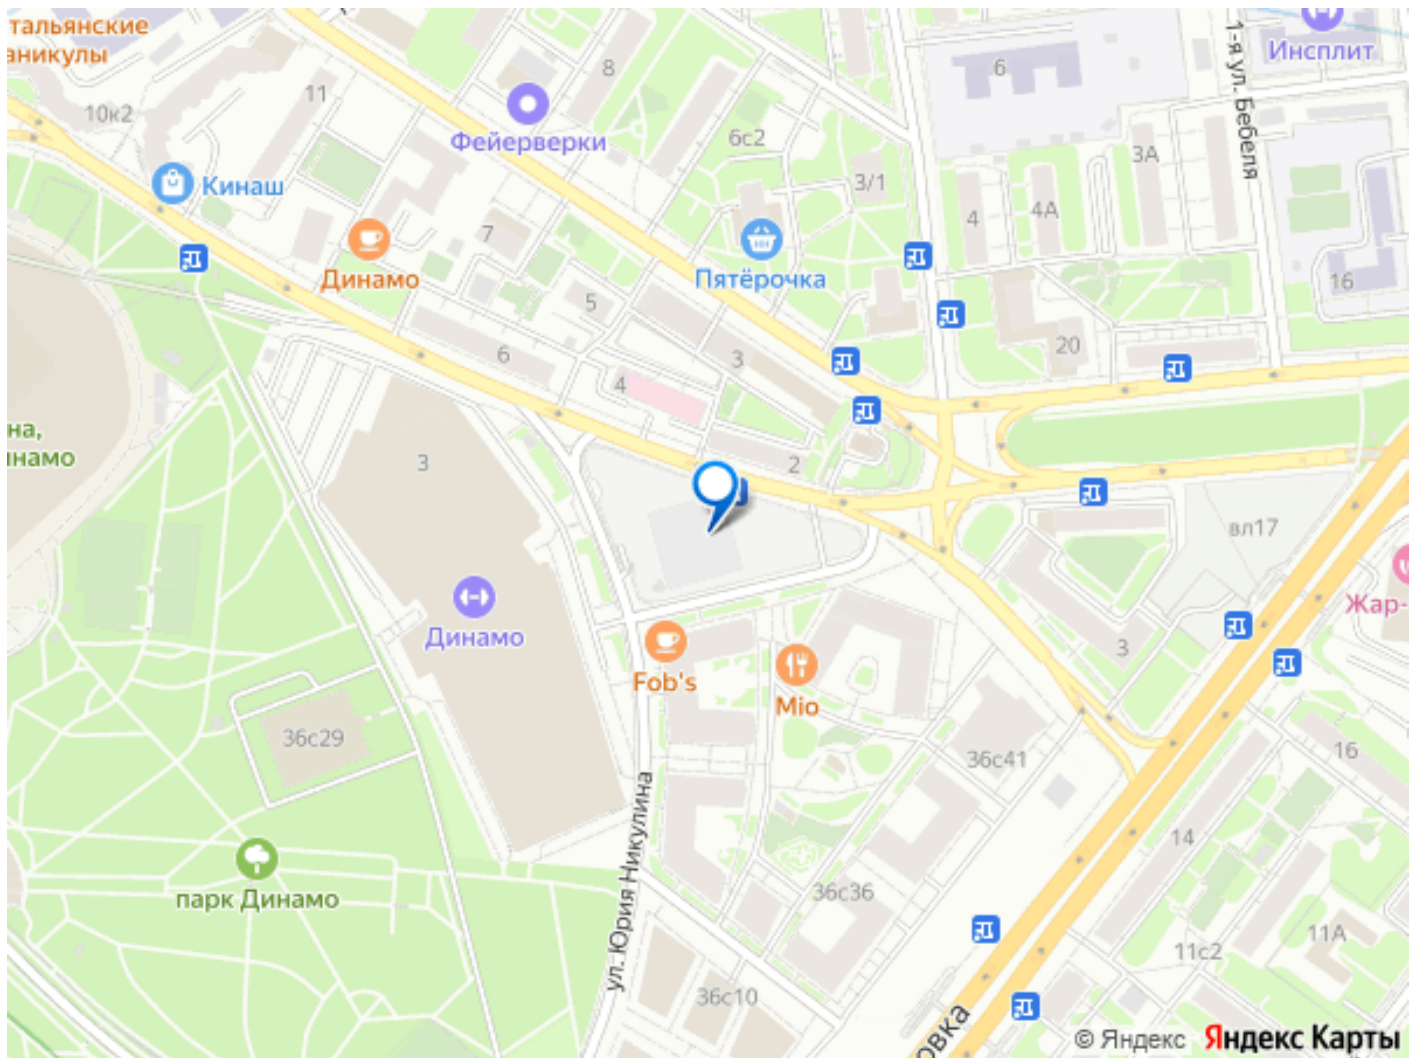 тальянские
аникулы
10к2
11
Фейерверки
8
6с2
3/1
6
1-я ул. Бебеля
Инсплит
3А
4
4А
16
Кинаш
Динамо
7
5
Пятёрочка
3
6
4
20
2
на,
инамо
3
вл17
Жар-
Динамо
Fob's
Mio
3
36с29
36с41
16
14
парк Динамо
ул. Юрия Никулина
36с36
36с10
11с2
11А
овка
© Яндекс Яндекс Карты